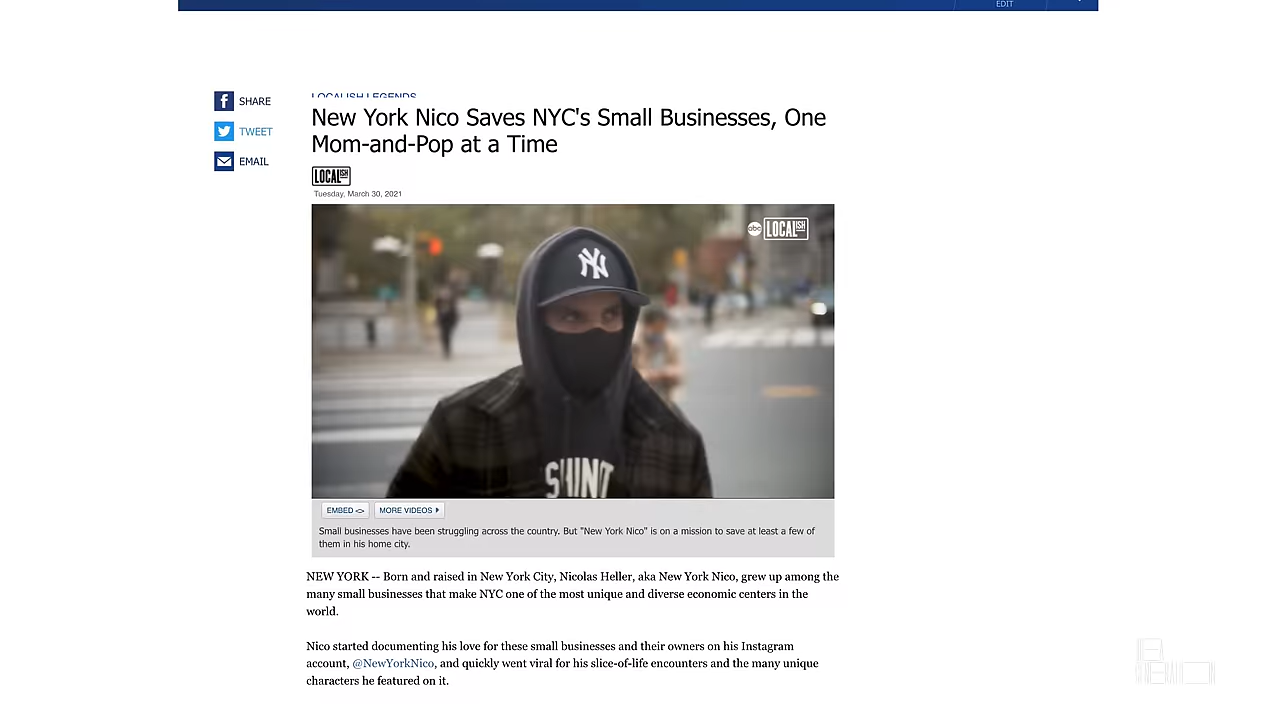 EDIT
SHARE
TWEET
EMAIL
LOCALISH LEGENDS
New York Nico Saves NYC's Small Businesses, One
Mom-and-Pop at a Time
LOCALISH
Tuesday, March 30, 2021
abc LOCALISH
NY
EMBED <>
MORE VIDEOS
Small businesses have been struggling across the country. But "New York Nico" is on a mission to save at least a few of
them in his home city.
NEW YORK -- Born and raised in New York City, Nicolas Heller, aka New York Nico, grew up among the
many small businesses that make NYC one of the most unique and diverse economic centers in the
world.
Nico started documenting his love for these small businesses and their owners on his Instagram
account, @NewYorkNico, and quickly went viral for his slice-of-life encounters and the many unique
characters he featured on it.